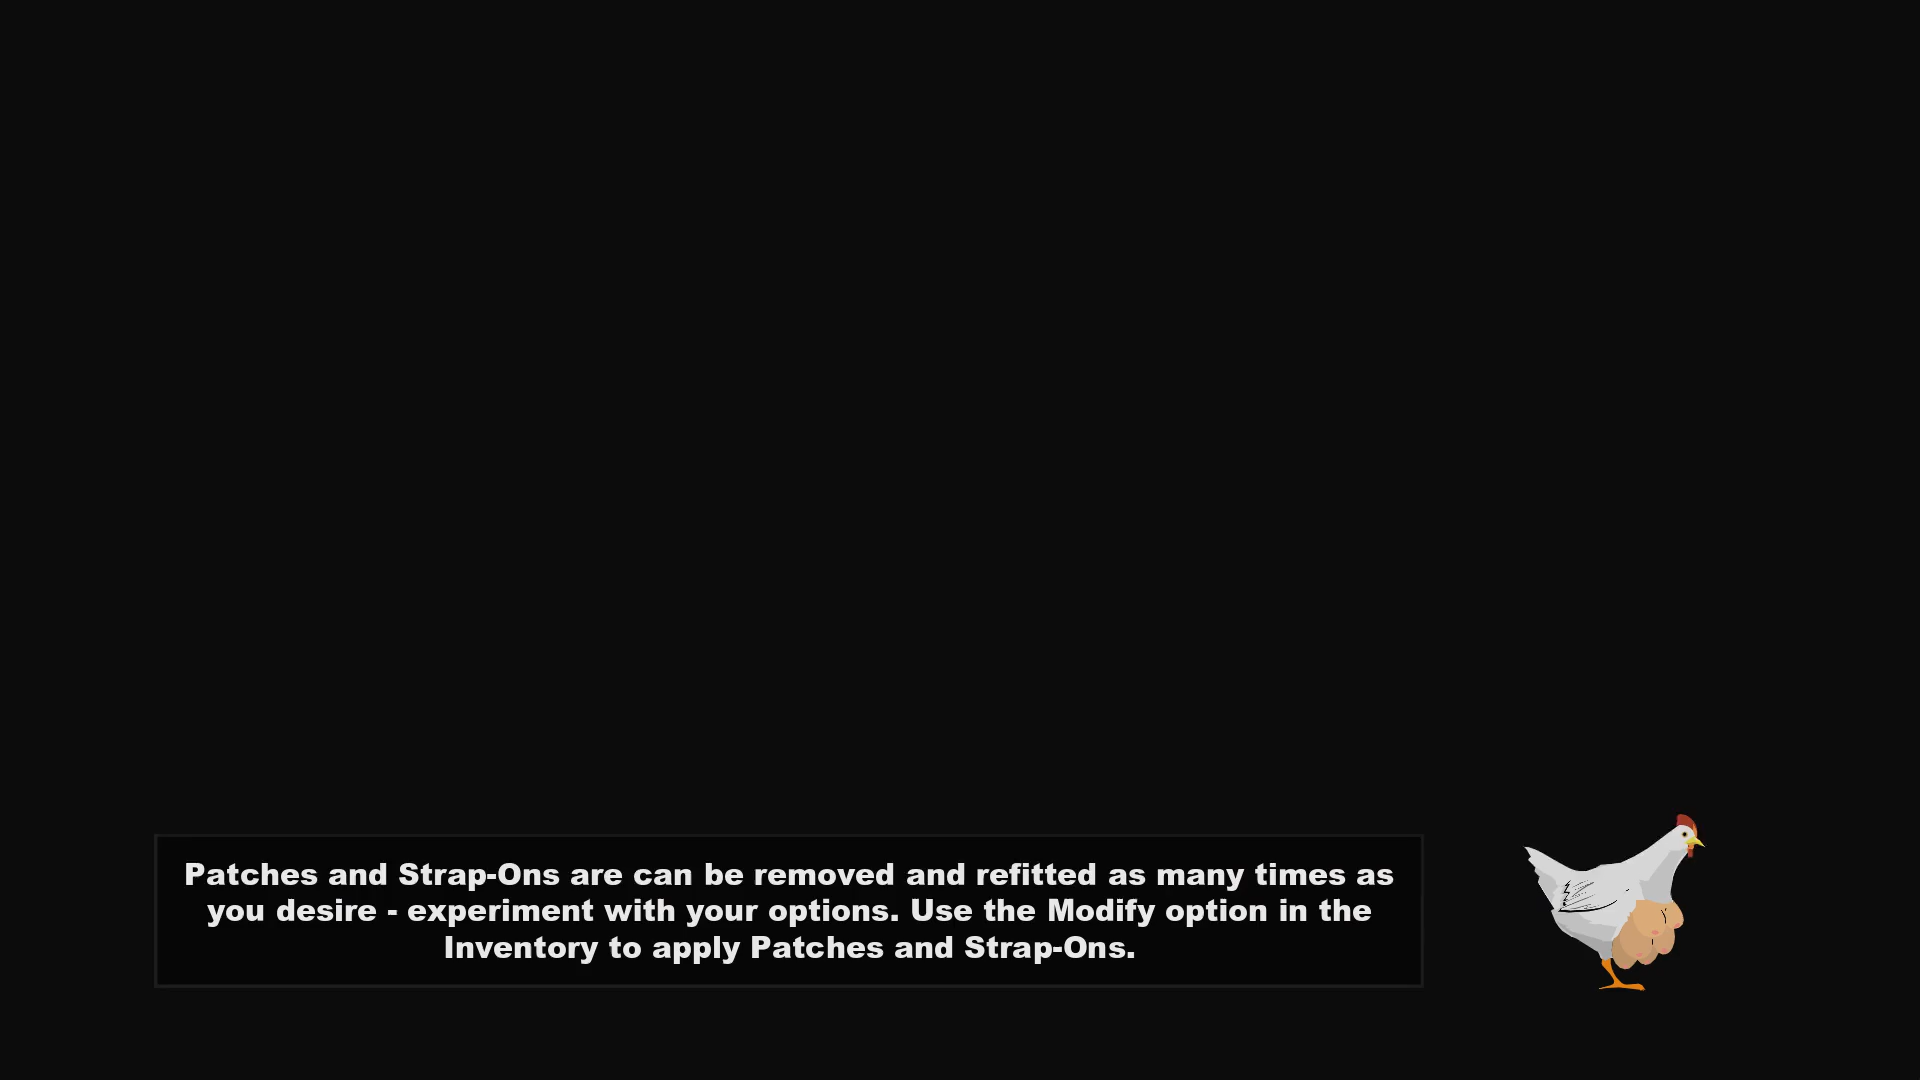 Patches and Strap-Ons are can be removed and refitted as many times as
you desire - experiment with your options. Use the Modify option in the
Inventory to apply Patches and Strap-Ons.